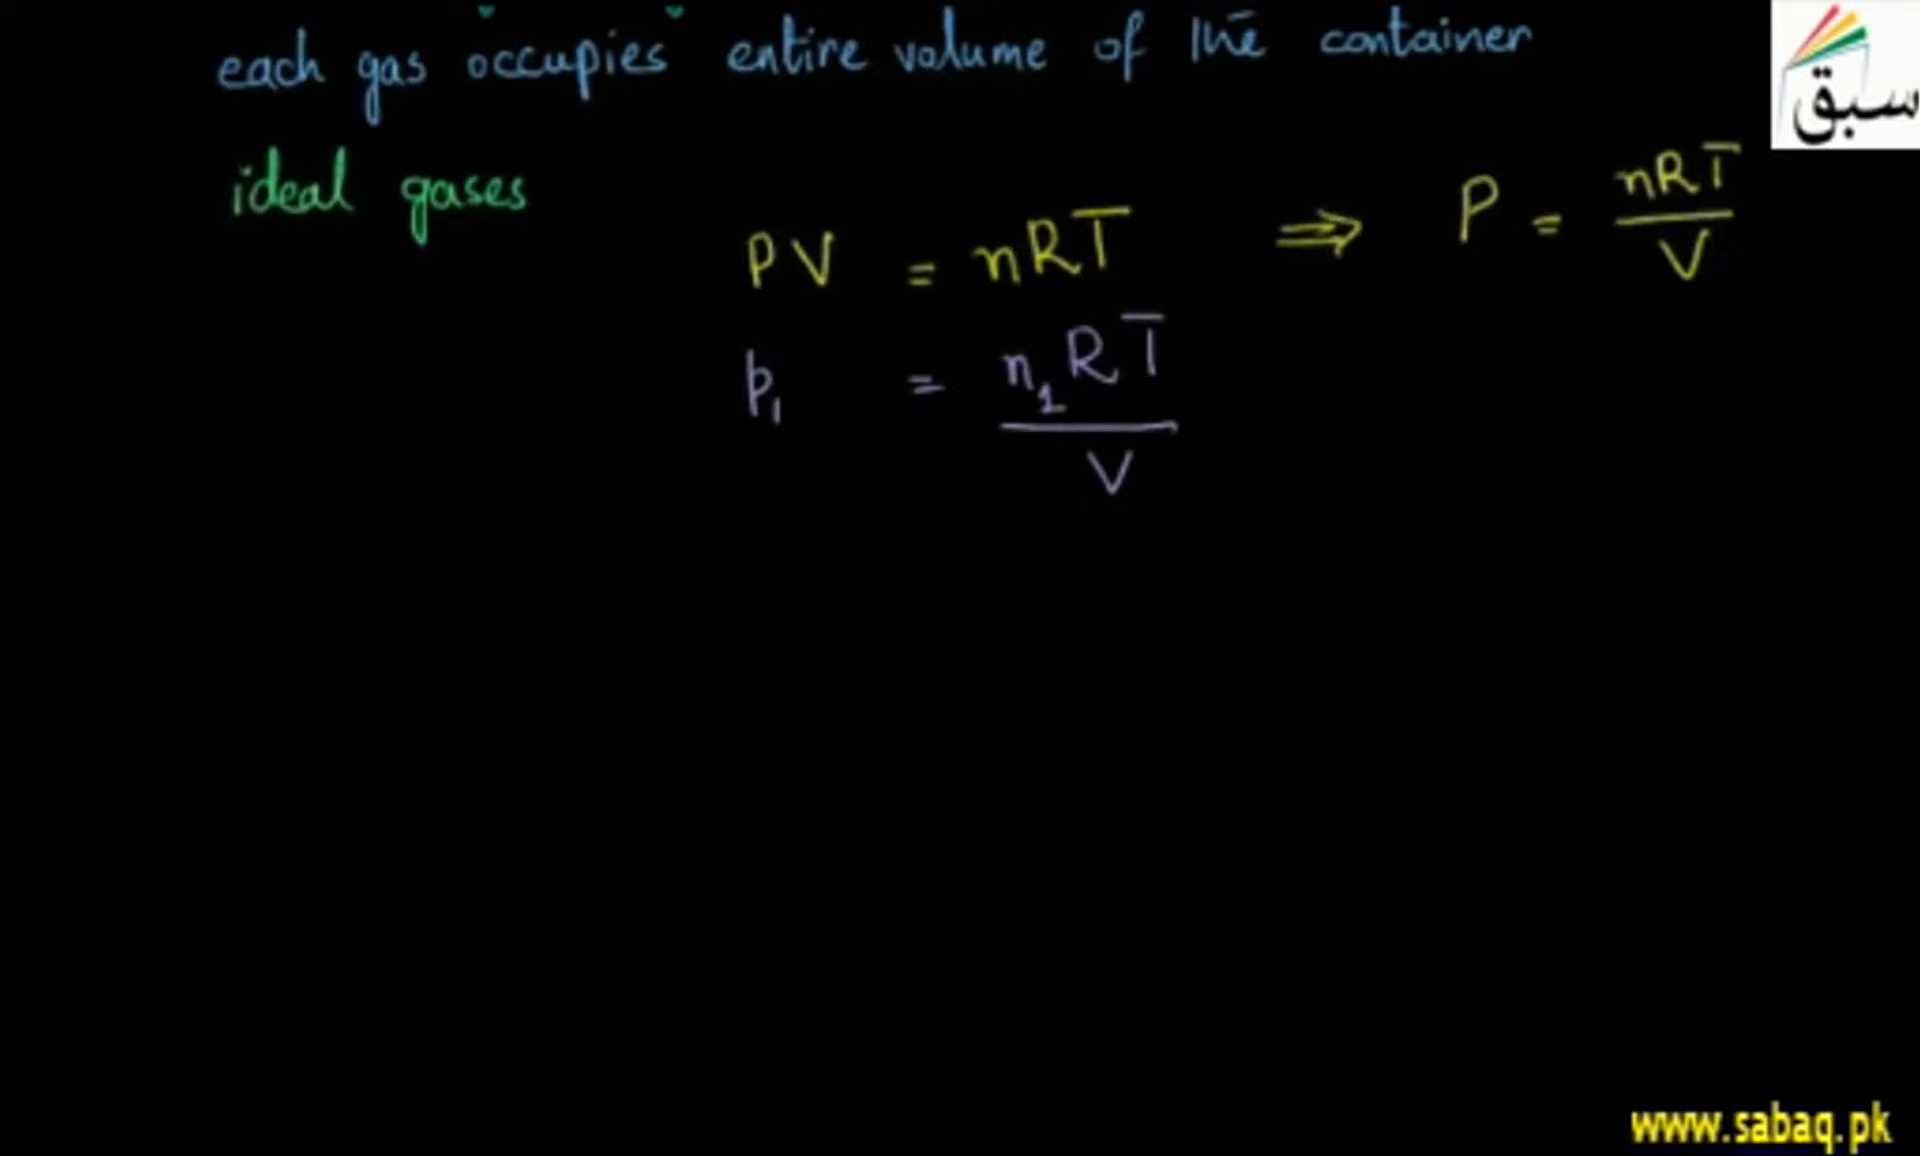 each gas occupies entire volume of the container
سبق
ideal gases
PV = nRT ⇒ P = nRT/V
p₁ = n₁RT/V
www.sabaq.pk